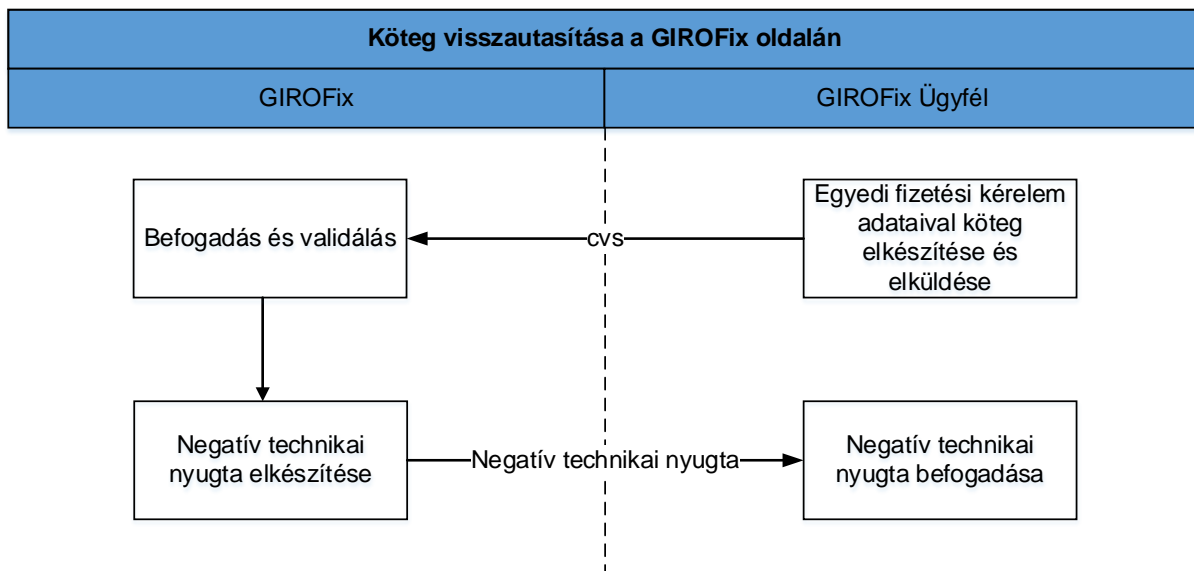 Köteg visszautasítása a GIROFix oldalán
GIROFix
GIROFix Ügyfél
Befogadás és validálás
cvs
Egyedi fizetési kérelem
adataival köteg
elkészítése és
elküldése
Negatív technikai
nyugta elkészítése
Negatív technikai nyugta
Negatív technikai
nyugta befogadása